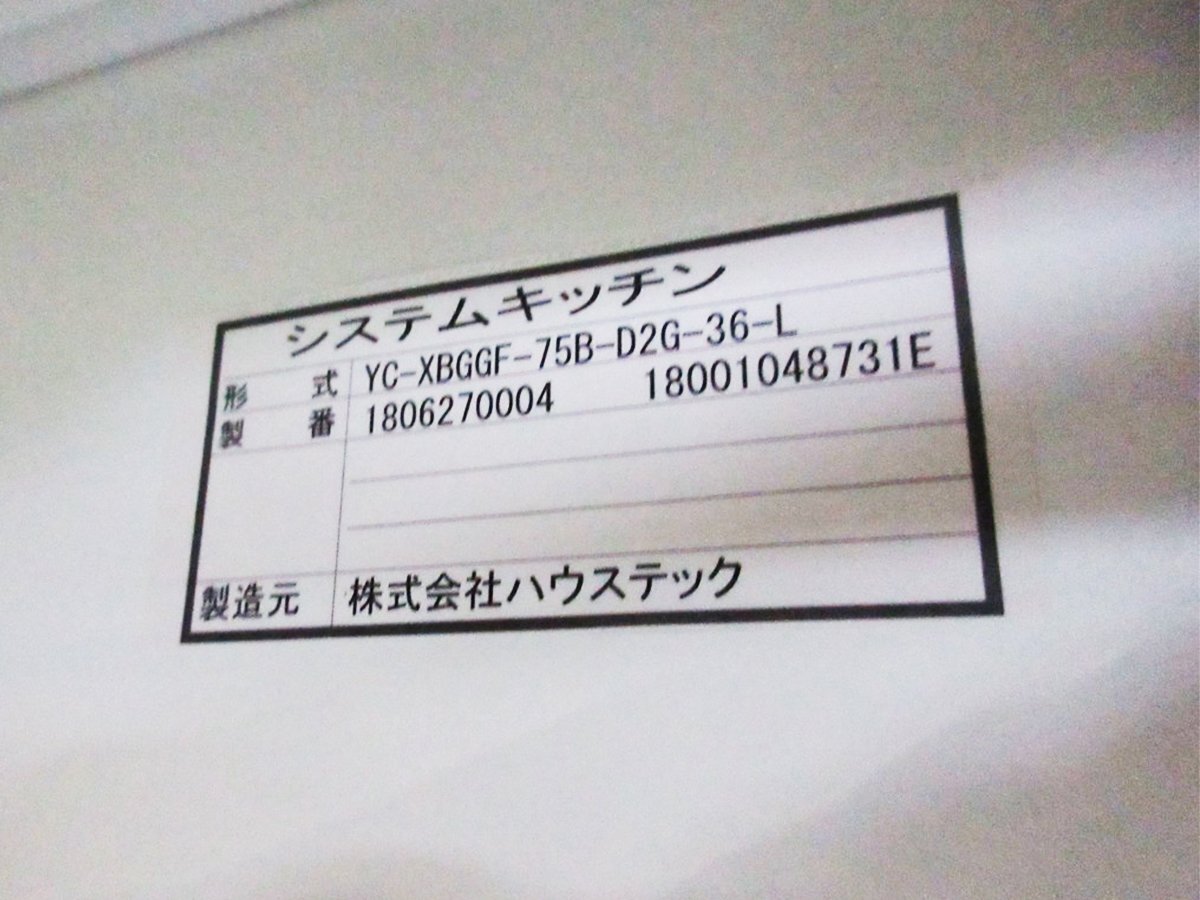 システムキッチン
形式 YC-XBGGF-75B-D2G-36-L
製番 1806270004 18001048731E
製造元 株式会社ハウステック